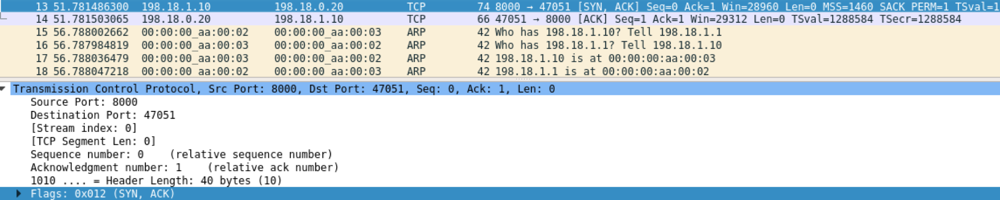 13 51.781486300 198.18.1.10 198.18.0.20 TCP 74 8000 → 47051 [SYN, ACK] Seq=0 Ack=1 Win=28960 Len=0 MSS=1460 SACK PERM=1 TSval=1
14 51.781503065 198.18.0.20 198.18.1.10 TCP 66 47051 → 8000 [ACK] Seq=1 Ack=1 Win=29312 Len=0 TSval=1288584 TSecr=1288584
15 56.788002662 00:00:00_aa:00:02 00:00:00_aa:00:03 ARP 42 Who has 198.18.1.10? Tell 198.18.1.1
16 56.787984819 00:00:00_aa:00:03 00:00:00_aa:00:02 ARP 42 Who has 198.18.1.1? Tell 198.18.1.10
17 56.788036479 00:00:00_aa:00:03 00:00:00_aa:00:02 ARP 42 198.18.1.10 is at 00:00:00:aa:00:03
18 56.788047218 00:00:00_aa:00:02 00:00:00_aa:00:03 ARP 42 198.18.1.1 is at 00:00:00:aa:00:02
Transmission Control Protocol, Src Port: 8000, Dst Port: 47051, Seq: 0, Ack: 1, Len: 0
Source Port: 8000
Destination Port: 47051
[Stream index: 0]
[TCP Segment Len: 0]
Sequence number: 0 (relative sequence number)
Acknowledgment number: 1 (relative ack number)
1010 .... = Header Length: 40 bytes (10)
Flags: 0x012 (SYN, ACK)